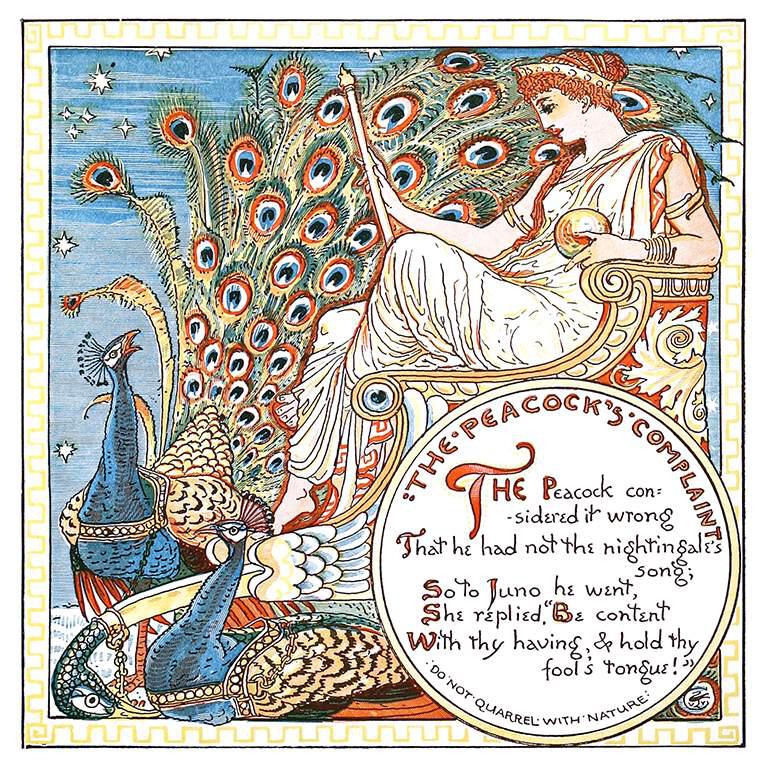 "THE·PEACOCK'S·COMPLAINT
THE Peacock con=
-sidered it wrong
That he had not the nightingale's
song;
So to Juno he went,
She replied, "Be content
With thy having, & hold thy
fool's tongue!"
·DO·NOT·QUARREL·WITH·NATURE·